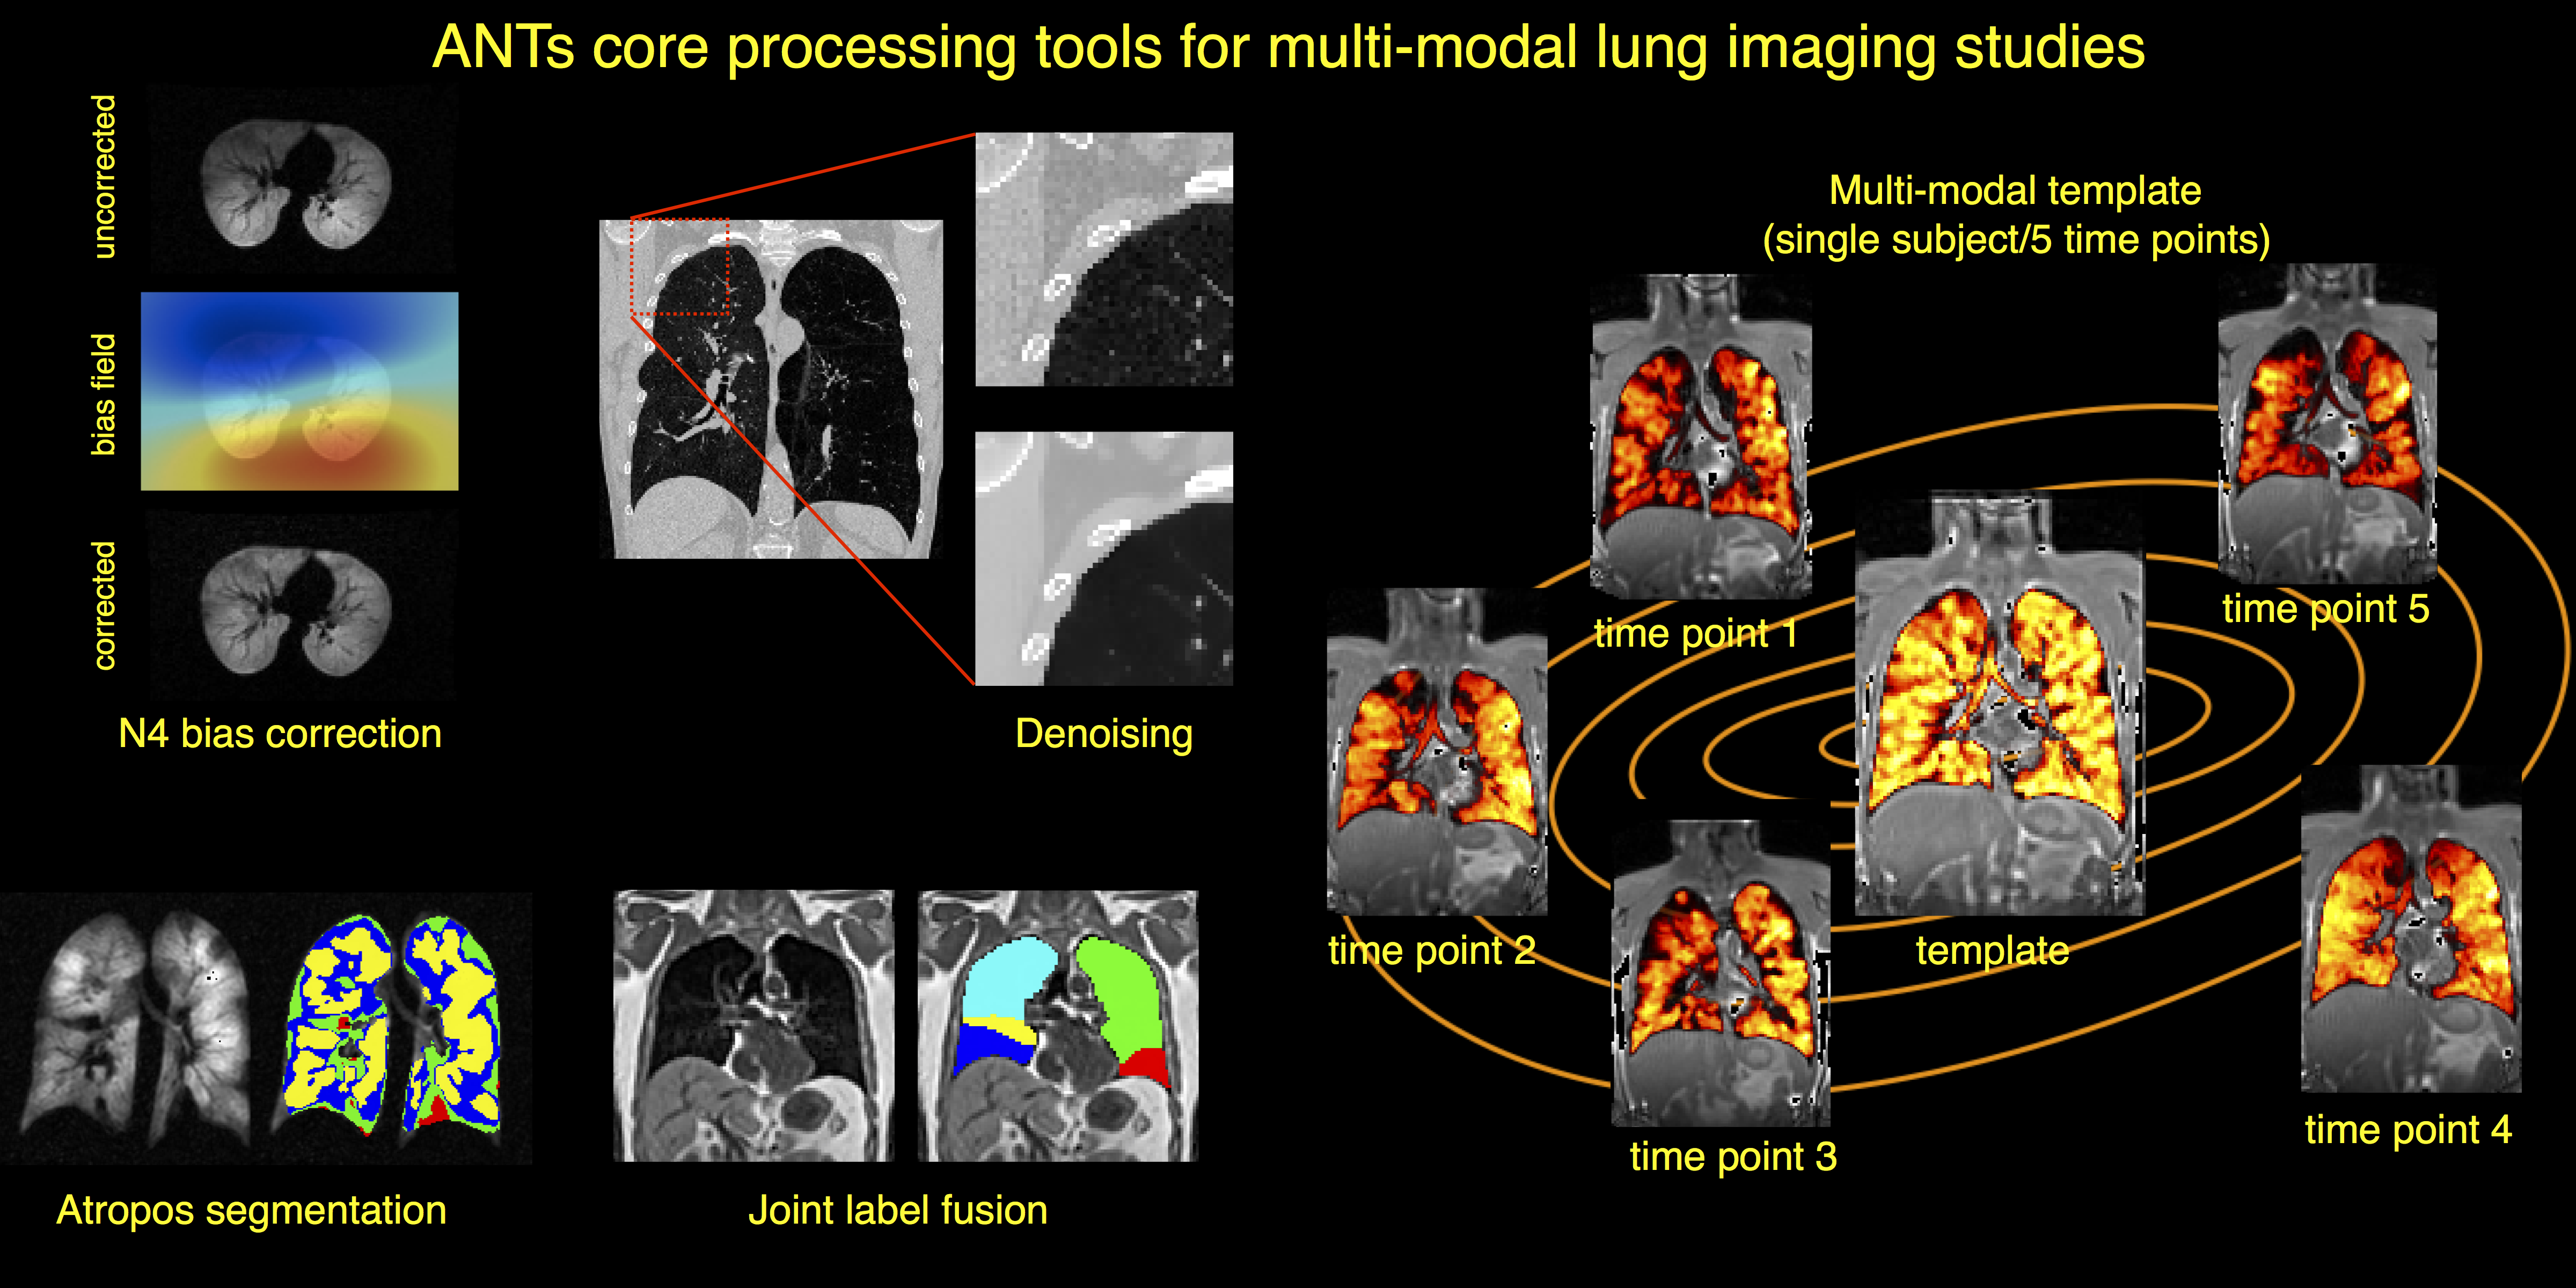 ANTs core processing tools for multi-modal lung imaging studies
uncorrected
bias field
corrected
N4 bias correction
Denoising
Multi-modal template
(single subject/5 time points)
time point 1
time point 5
time point 2
template
time point 3
time point 4
Atropos segmentation
Joint label fusion